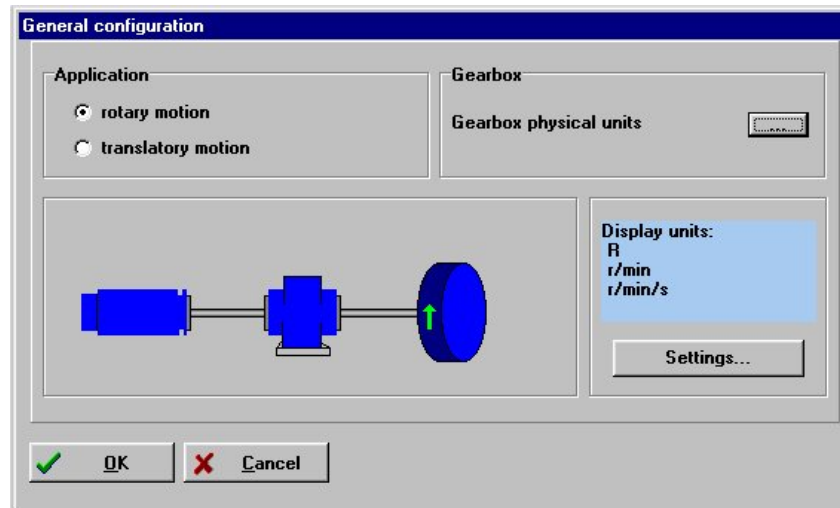 General configuration
Application
rotary motion
translatory motion
Gearbox
Gearbox physical units
...
Display units:
R
r/min
r/min/s
Settings...
OK
Cancel